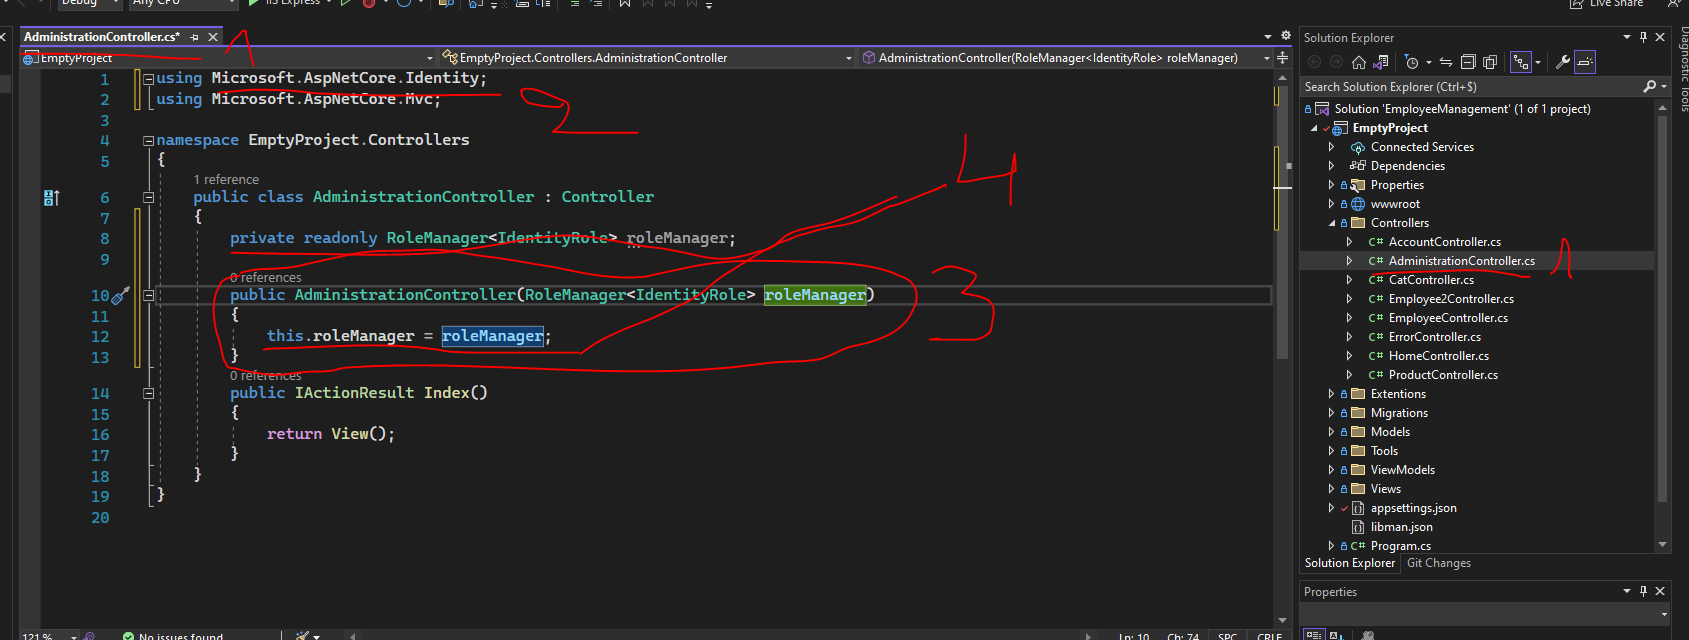 Debug
Any CPU
IIS Express
Live Share
AdministrationController.cs*
1
EmptyProject
EmptyProject.Controllers.AdministrationController
AdministrationController(RoleManager<IdentityRole> roleManager)
1 using Microsoft.AspNetCore.Identity;
2 using Microsoft.AspNetCore.Mvc;
2
3
4 namespace EmptyProject.Controllers
5 {
1 reference
6 public class AdministrationController : Controller
7 {
8 private readonly RoleManager<IdentityRole> roleManager;
4
9
0 references
10 public AdministrationController(RoleManager<IdentityRole> roleManager)
11 {
12 this.roleManager = roleManager;
13 }
3
0 references
14 public IActionResult Index()
15 {
16 return View();
17 }
18 }
19 }
20
121 %
No issues found
Ln: 10 Ch: 74 SPC CRLF
Solution Explorer
Search Solution Explorer (Ctrl+$)
Solution 'EmployeeManagement' (1 of 1 project)
EmptyProject
Connected Services
Dependencies
Properties
wwwroot
Controllers
C# AccountController.cs
C# AdministrationController.cs
1
C# CatController.cs
C# Employee2Controller.cs
C# EmployeeController.cs
C# ErrorController.cs
C# HomeController.cs
C# ProductController.cs
Extentions
Migrations
Models
Tools
ViewModels
Views
appsettings.json
libman.json
C# Program.cs
Solution Explorer
Git Changes
Properties
Diagnostic Tools